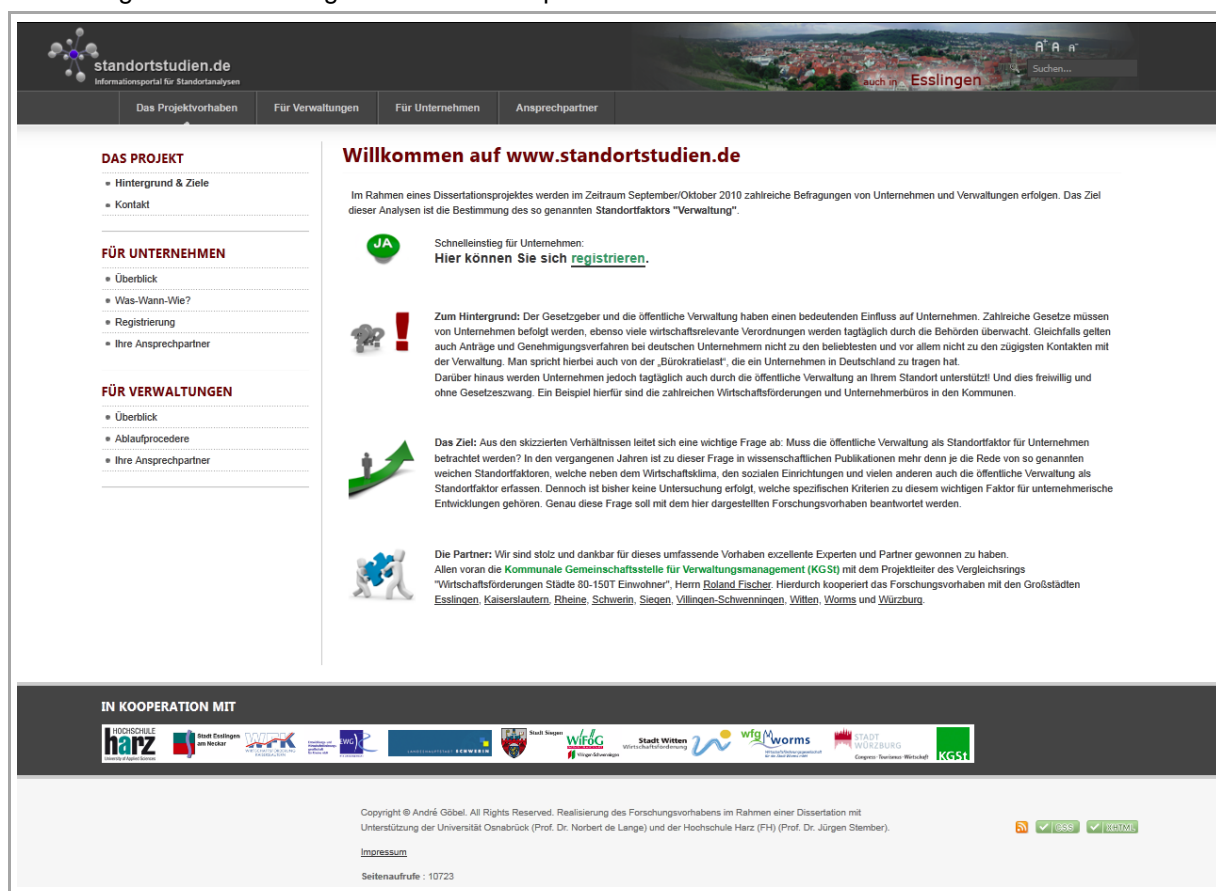 standortstudien.de
Informationsportal für Standortanalysen
auch in... Esslingen
A+ A A-
Suchen...
Das Projektvorhaben Für Verwaltungen Für Unternehmen Ansprechpartner
DAS PROJEKT
Hintergrund & Ziele
Kontakt
FÜR UNTERNEHMEN
Überblick
Was-Wann-Wie?
Registrierung
Ihre Ansprechpartner
FÜR VERWALTUNGEN
Überblick
Ablaufprocedere
Ihre Ansprechpartner
Willkommen auf www.standortstudien.de
Im Rahmen eines Dissertationsprojektes werden im Zeitraum September/Oktober 2010 zahlreiche Befragungen von Unternehmen und Verwaltungen erfolgen. Das Ziel
dieser Analysen ist die Bestimmung des so genannten Standortfaktors "Verwaltung".
JA
Schnelleinstieg für Unternehmen:
Hier können Sie sich registrieren.
Zum Hintergrund: Der Gesetzgeber und die öffentliche Verwaltung haben einen bedeutenden Einfluss auf Unternehmen. Zahlreiche Gesetze müssen
von Unternehmen befolgt werden, ebenso viele wirtschaftsrelevante Verordnungen werden tagtäglich durch die Behörden überwacht. Gleichfalls gelten
auch Anträge und Genehmigungsverfahren bei deutschen Unternehmern nicht zu den beliebtesten und vor allem nicht zu den zügigsten Kontakten mit
der Verwaltung. Man spricht hierbei auch von der „Bürokratielast“, die ein Unternehmen in Deutschland zu tragen hat.
Darüber hinaus werden Unternehmen jedoch tagtäglich auch durch die öffentliche Verwaltung an Ihrem Standort unterstützt! Und dies freiwillig und
ohne Gesetzeszwang. Ein Beispiel hierfür sind die zahlreichen Wirtschaftsförderungen und Unternehmerbüros in den Kommunen.
Das Ziel: Aus den skizzierten Verhältnissen leitet sich eine wichtige Frage ab: Muss die öffentliche Verwaltung als Standortfaktor für Unternehmen
betrachtet werden? In den vergangenen Jahren ist zu dieser Frage in wissenschaftlichen Publikationen mehr denn je die Rede von so genannten
weichen Standortfaktoren, welche neben dem Wirtschaftsklima, den sozialen Einrichtungen und vielen anderen auch die öffentliche Verwaltung als
Standortfaktor erfassen. Dennoch ist bisher keine Untersuchung erfolgt, welche spezifischen Kriterien zu diesem wichtigen Faktor für unternehmerische
Entwicklungen gehören. Genau diese Frage soll mit dem hier dargestellten Forschungsvorhaben beantwortet werden.
Die Partner: Wir sind stolz und dankbar für dieses umfassende Vorhaben exzellente Experten und Partner gewonnen zu haben.
Allen voran die Kommunale Gemeinschaftsstelle für Verwaltungsmanagement (KGSt) mit dem Projektleiter des Vergleichsrings
"Wirtschaftsförderungen Städte 80-150T Einwohner", Herrn Roland Fischer. Hierdurch kooperiert das Forschungsvorhaben mit den Großstädten
Esslingen, Kaiserslautern, Rheine, Schwerin, Siegen, Villingen-Schwenningen, Witten, Worms und Würzburg.
IN KOOPERATION MIT
HOCHSCHULE
harz
University of Applied Sciences
Stadt Esslingen
am Neckar
WFK
EWG
LANDESHAUPTSTADT SCHWERIN
Stadt Siegen
WiFöG
Stadt Witten
Wirtschaftsförderung
wfg worms
STADT
WÜRZBURG
Congress · Tourismus · Wirtschaft
KGSt
Copyright © André Göbel. All Rights Reserved. Realisierung des Forschungsvorhabens im Rahmen einer Dissertation mit
Unterstützung der Universität Osnabrück (Prof. Dr. Norbert de Lange) und der Hochschule Harz (FH) (Prof. Dr. Jürgen Stember).
CSS XHTML
Impressum
Seitenaufrufe : 10723